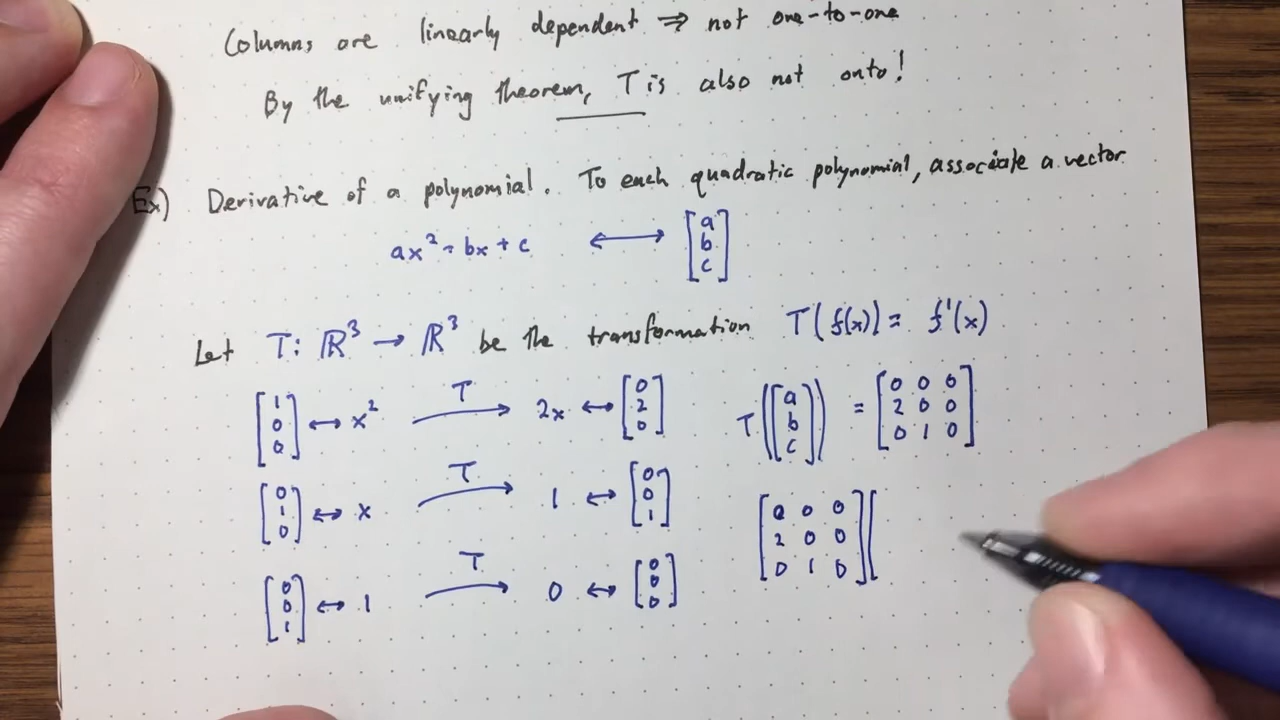 Columns are linearly dependent ⇒ not one-to-one
By the unifying theorem, T is also not onto!
Ex) Derivative of a polynomial. To each quadratic polynomial, associate a vector
ax² + bx + c ↔ [a b c]
Let T: ℝ³ → ℝ³ be the transformation T(f(x)) = f'(x)
[1 0 0] ↔ x² T→ 2x ↔ [0 2 0]
T([a b c]) = [0 0 0
2 0 0
0 1 0]
[0 1 0] ↔ x T→ 1 ↔ [0 0 1]
[0 0 0
2 0 0
0 1 0] [
[0 0 1] ↔ 1 T→ 0 ↔ [0 0 0]